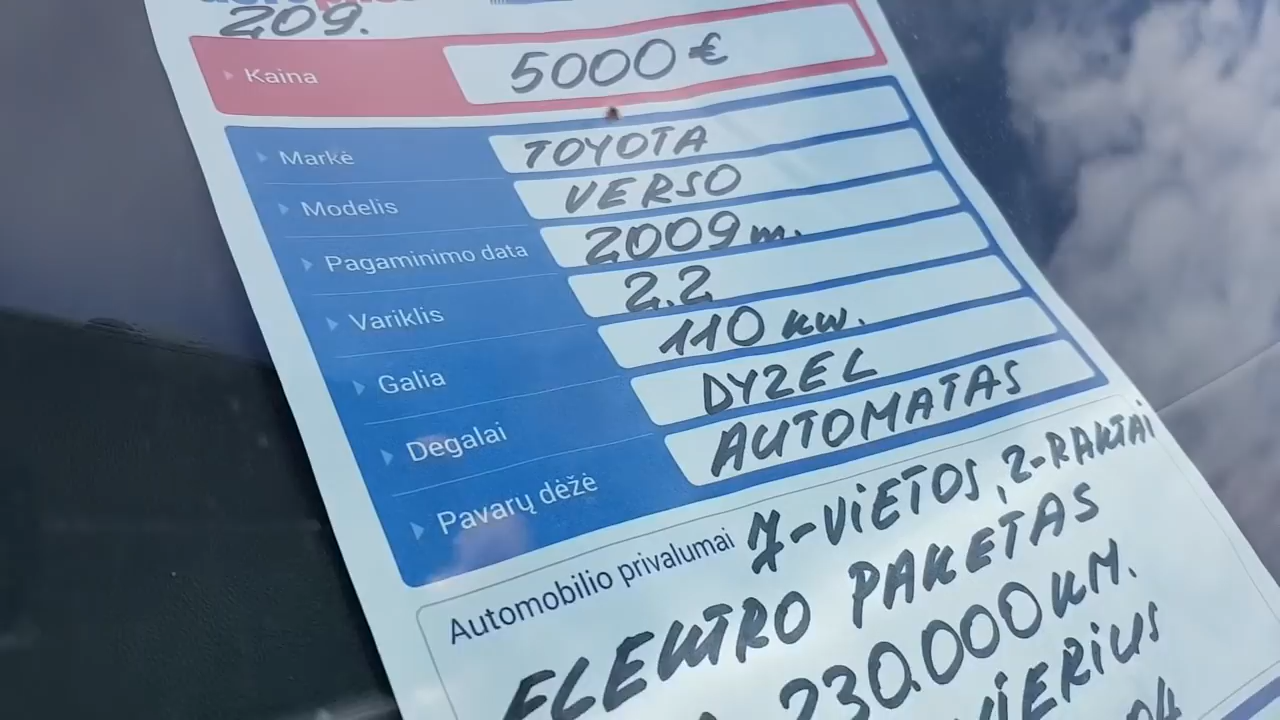 209.
Kaina 5000 €
Markė TOYOTA
Modelis VERSO
Pagaminimo data 2009 m.
Variklis 2.2
Galia 110 kw.
Degalai DYZEL
Pavarų dėžė AUTOMATAS
Automobilio privalumai 7-ViETOS, 2-RAKTAi
ELEKTRO PAKETAS
230.000 KM.
04